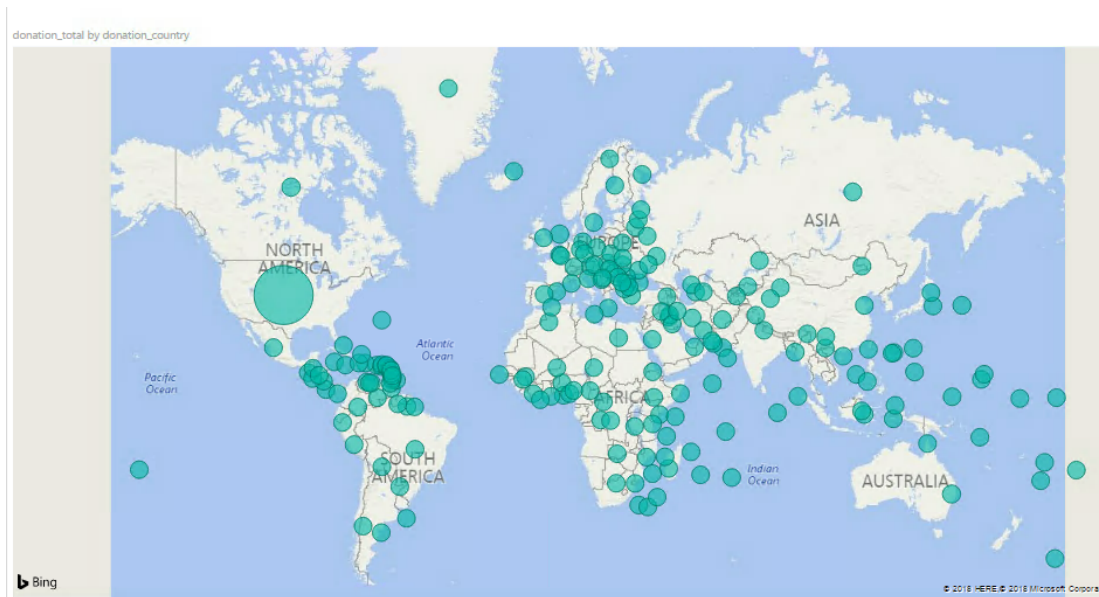 donation_total by donation_country
ASIA
EUROPE
NORTH
AMERICA
Atlantic
Ocean
Pacific
Ocean
AFRICA
SOUTH
AMERICA
Indian
Ocean
AUSTRALIA
Bing
© 2018 HERE © 2018 Microsoft Corpora